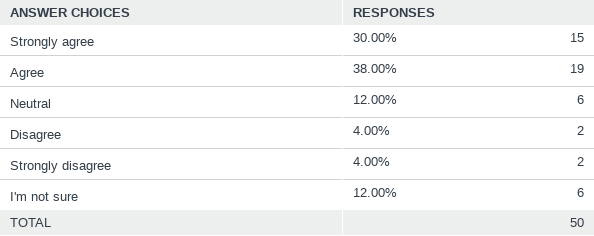 ANSWER CHOICES RESPONSES
Strongly agree 30.00% 15
Agree 38.00% 19
Neutral 12.00% 6
Disagree 4.00% 2
Strongly disagree 4.00% 2
I'm not sure 12.00% 6
TOTAL 50